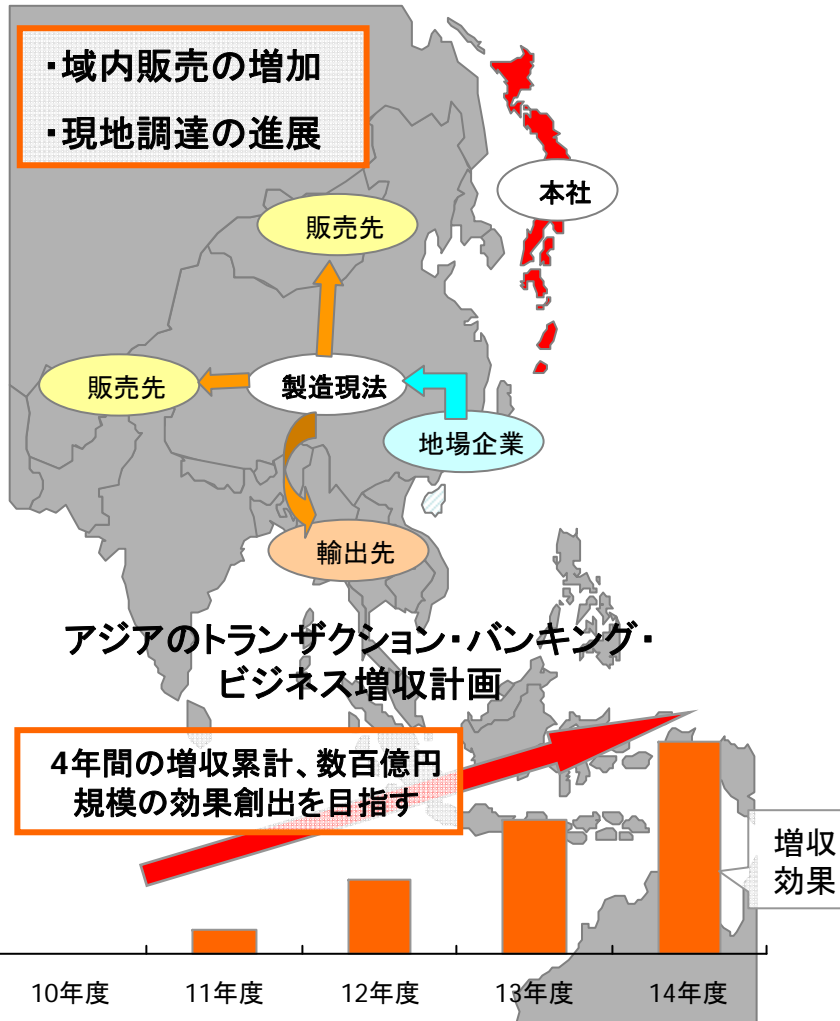 ・域内販売の増加
・現地調達の進展
本社
販売先
販売先
製造現法
地場企業
輸出先
アジアのトランザクション・バンキング・
ビジネス増収計画
4年間の増収累計、数百億円
規模の効果創出を目指す
増収
効果
10年度
11年度
12年度
13年度
14年度